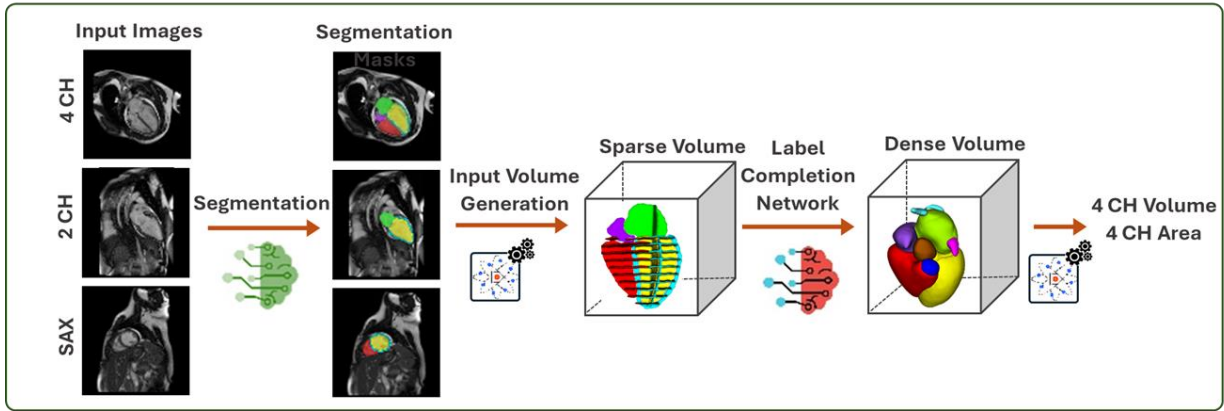 Input Images
Segmentation
Masks
4 CH
2 CH
SAX
Segmentation
Input Volume
Generation
Sparse Volume
Label
Completion
Network
Dense Volume
4 CH Volume
4 CH Area